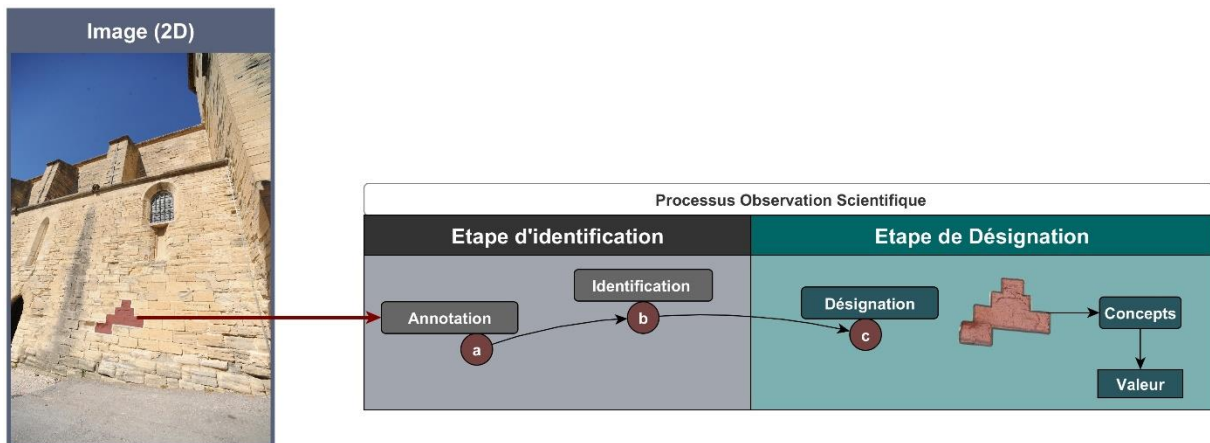 Image (2D)
Processus Observation Scientifique
Etape d'identification
Etape de Désignation
Annotation
a
Identification
b
Désignation
c
Concepts
Valeur